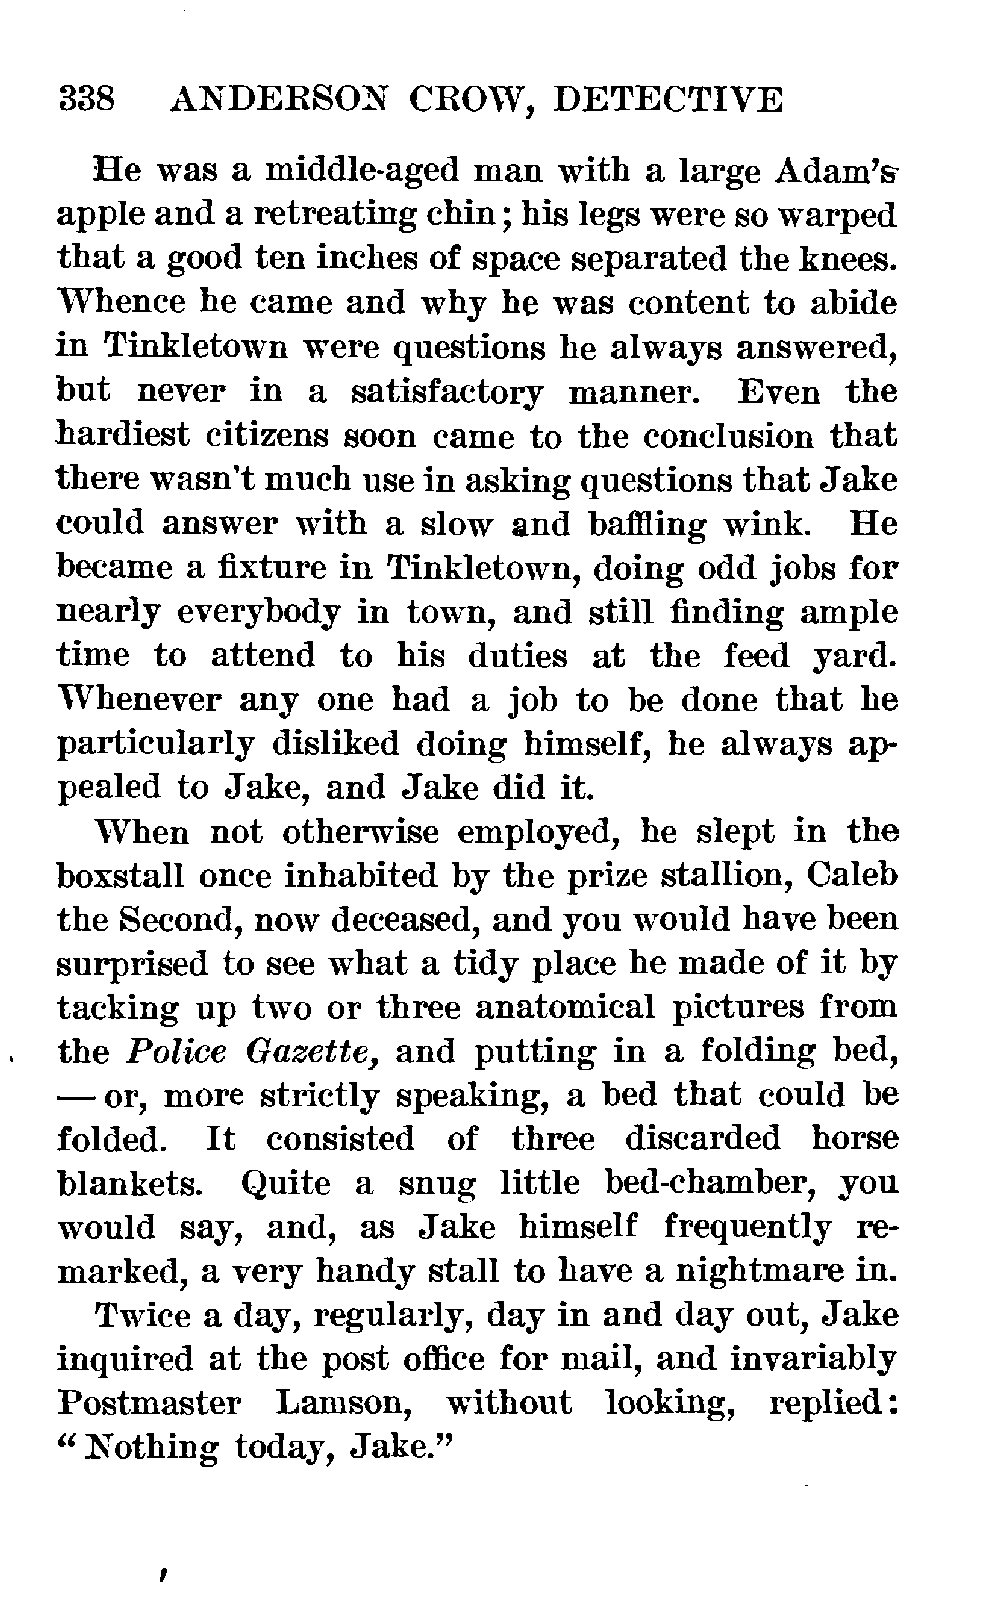 338 ANDERSON CROW, DETECTIVE
He was a middle-aged man with a large Adam's
apple and a retreating chin; his legs were so warped
that a good ten inches of space separated the knees.
Whence he came and why he was content to abide
in Tinkletown were questions he always answered,
but never in a satisfactory manner. Even the
hardiest citizens soon came to the conclusion that
there wasn't much use in asking questions that Jake
could answer with a slow and baffling wink. He
became a fixture in Tinkletown, doing odd jobs for
nearly everybody in town, and still finding ample
time to attend to his duties at the feed yard.
Whenever any one had a job to be done that he
particularly disliked doing himself, he always ap-
pealed to Jake, and Jake did it.
When not otherwise employed, he slept in the
boxstall once inhabited by the prize stallion, Caleb
the Second, now deceased, and you would have been
surprised to see what a tidy place he made of it by
tacking up two or three anatomical pictures from
the Police Gazette, and putting in a folding bed,
— or, more strictly speaking, a bed that could be
folded. It consisted of three discarded horse
blankets. Quite a snug little bed-chamber, you
would say, and, as Jake himself frequently re-
marked, a very handy stall to have a nightmare in.
Twice a day, regularly, day in and day out, Jake
inquired at the post office for mail, and invariably
Postmaster Lamson, without looking, replied:
"Nothing today, Jake."